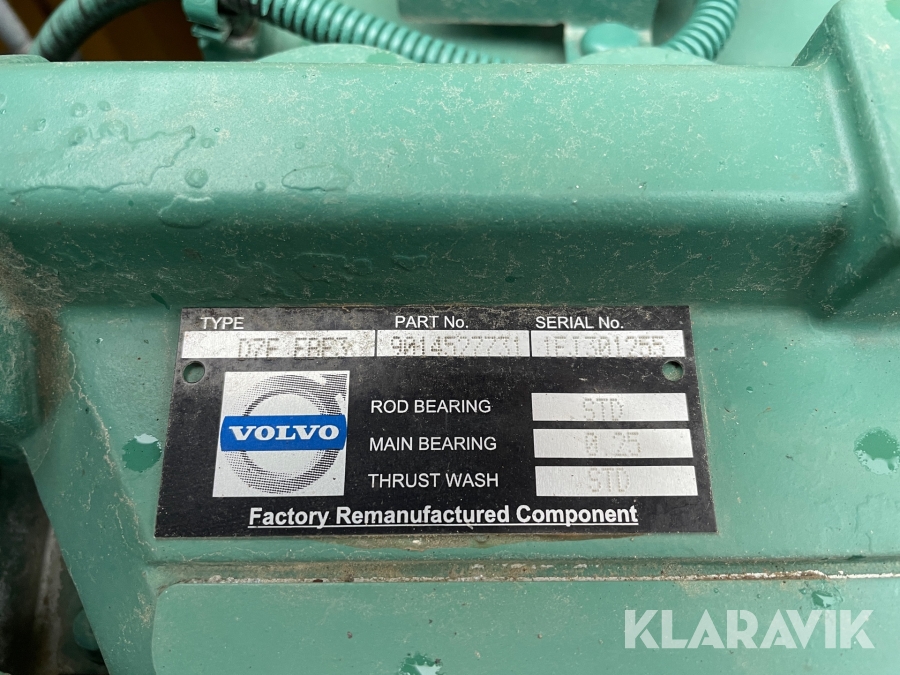 TYPE PART No. SERIAL No.
D7E
VOLVO
ROD BEARING STD
MAIN BEARING 0.25
THRUST WASH STD
Factory Remanufactured Component
KLARAVIK